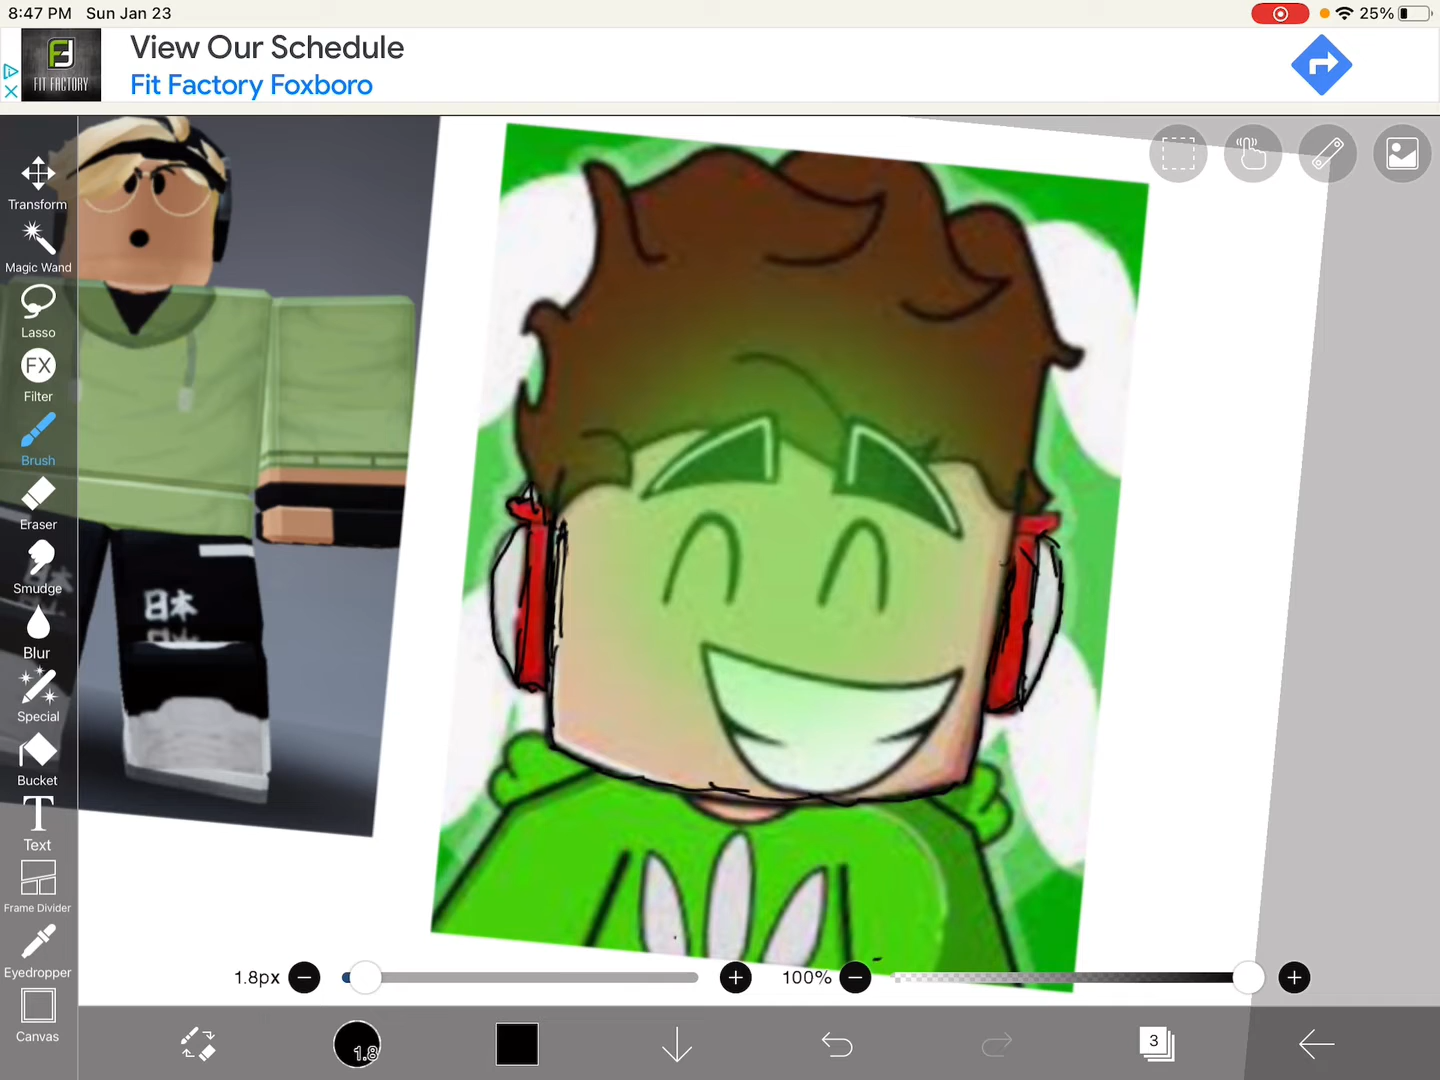 8:47 PM Sun Jan 23
25%
FIT FACTORY
View Our Schedule
Fit Factory Foxboro
Transform
Magic Wand
Lasso
FX
Filter
Brush
Eraser
Smudge
Blur
Special
Bucket
T
Text
Frame Divider
Eyedropper
Canvas
日本
1.8px
100%
1.8
3